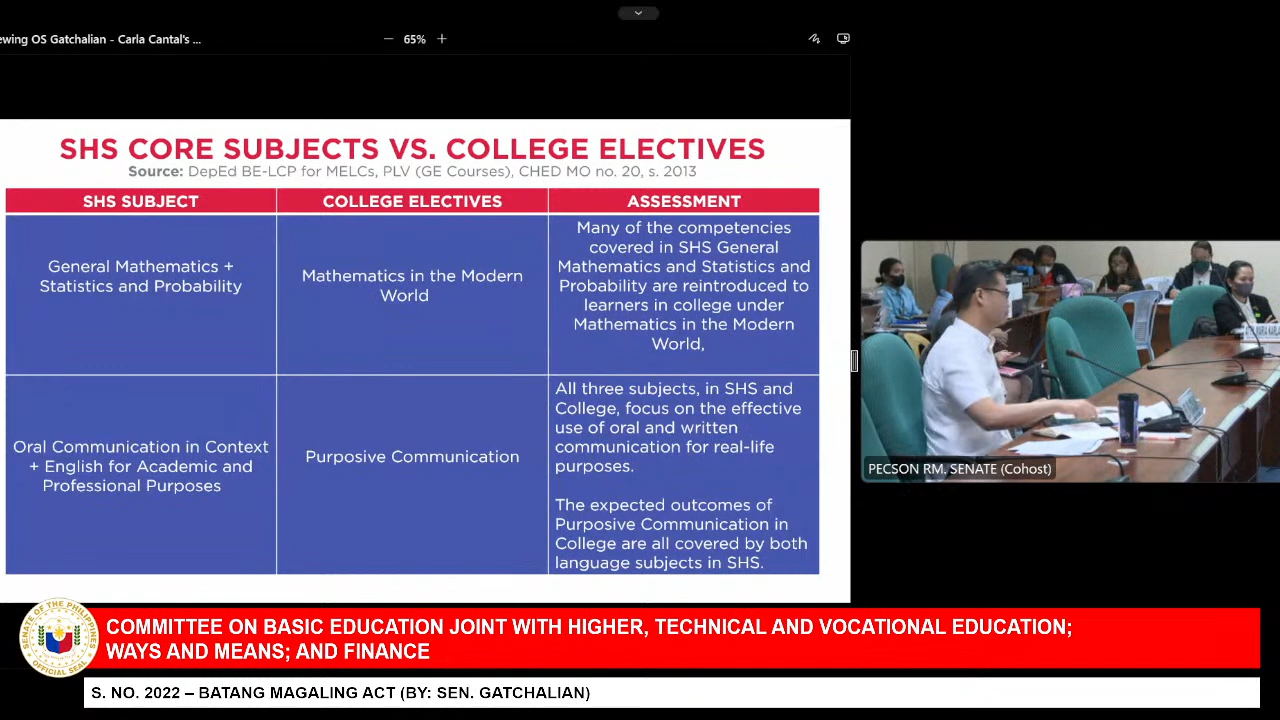 ewing OS Gatchalian - Carla Cantal's ...
65%
SHS CORE SUBJECTS VS. COLLEGE ELECTIVES
Source: DepEd BE-LCP for MELCs, PLV (GE Courses), CHED MO no. 20, s. 2013
SHS SUBJECT
COLLEGE ELECTIVES
ASSESSMENT
General Mathematics +
Statistics and Probability
Mathematics in the Modern
World
Many of the competencies
covered in SHS General
Mathematics and Statistics and
Probability are reintroduced to
learners in college under
Mathematics in the Modern
World,
Oral Communication in Context
+ English for Academic and
Professional Purposes
Purposive Communication
All three subjects, in SHS and
College, focus on the effective
use of oral and written
communication for real-life
purposes.
The expected outcomes of
Purposive Communication in
College are all covered by both
language subjects in SHS.
PECSON RM. SENATE (Cohost)
SENATE OF THE PHILIPPINES
OFFICIAL SEAL
COMMITTEE ON BASIC EDUCATION JOINT WITH HIGHER, TECHNICAL AND VOCATIONAL EDUCATION;
WAYS AND MEANS; AND FINANCE
S. NO. 2022 – BATANG MAGALING ACT (BY: SEN. GATCHALIAN)